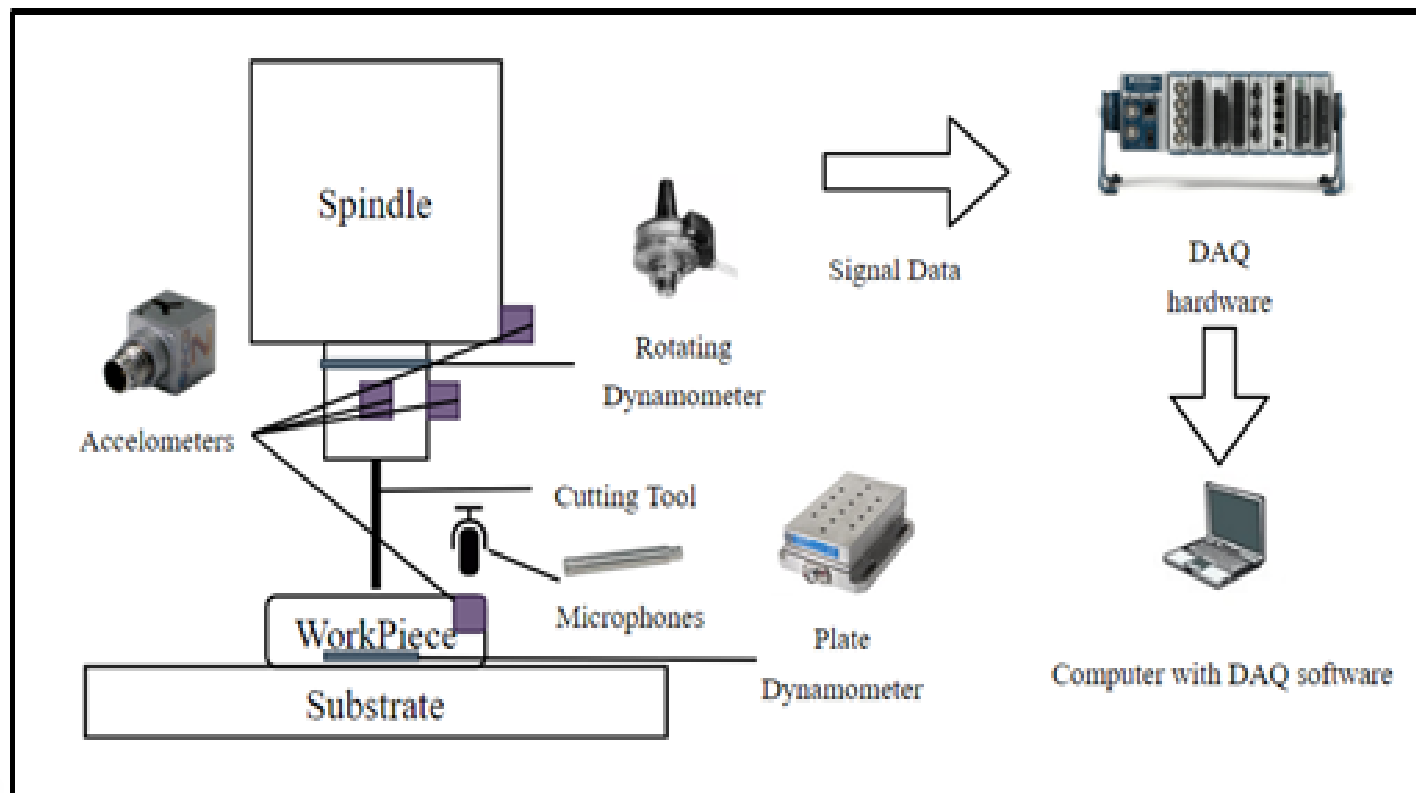 Spindle
Signal Data
DAQ
hardware
Rotating
Dynamometer
Accelometers
Cutting Tool
Microphones
WorkPiece
Plate
Dynamometer
Computer with DAQ software
Substrate